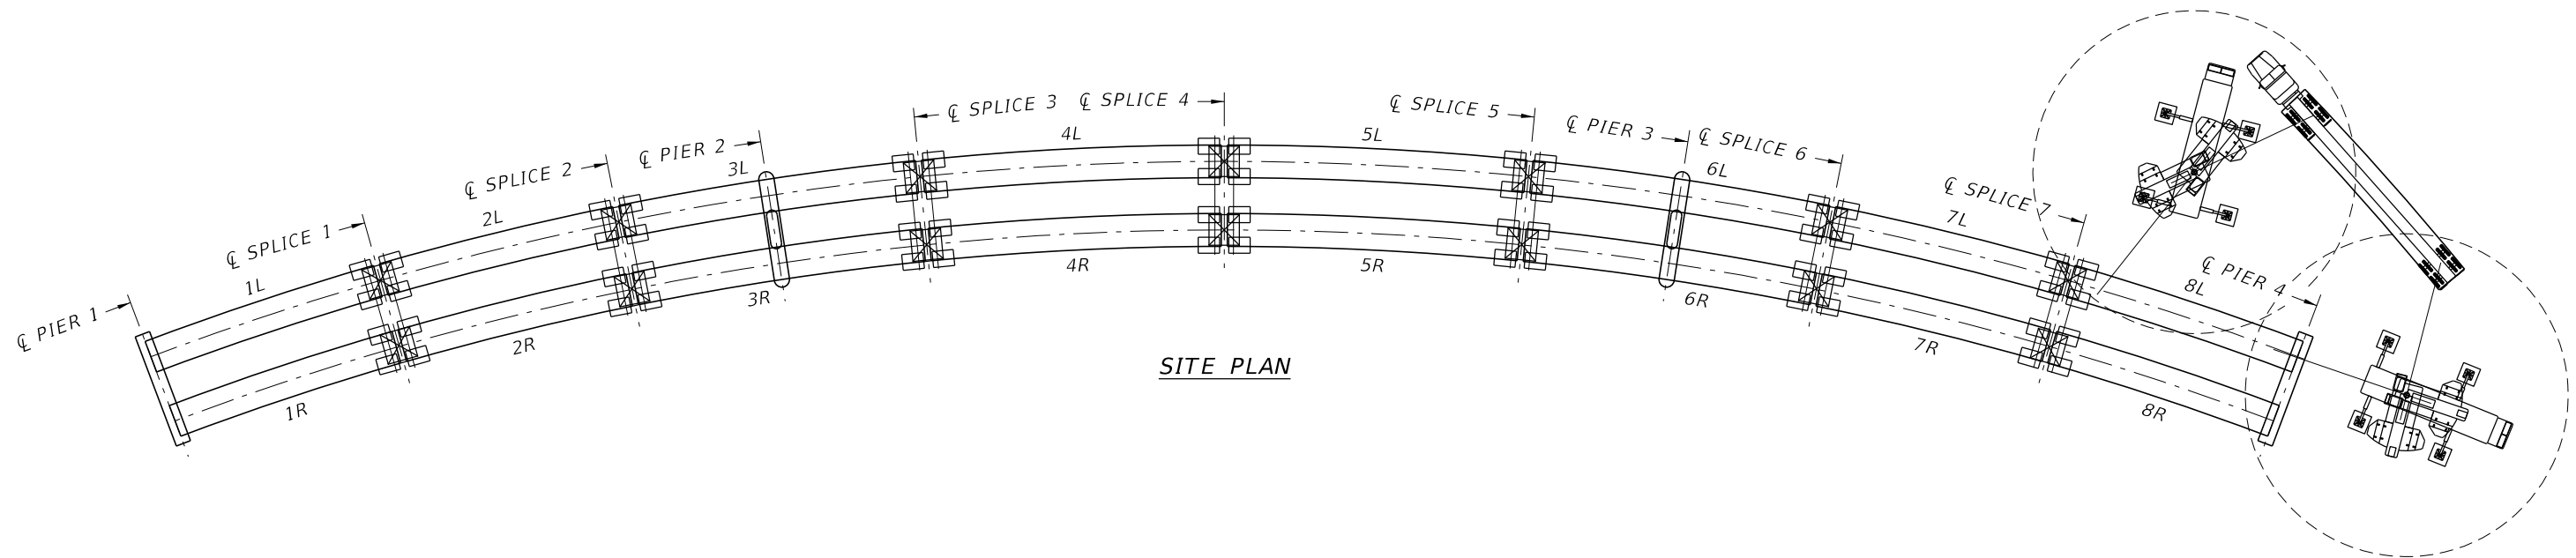 ℄ SPLICE 3
℄ SPLICE 4
℄ SPLICE 5
℄ PIER 3
℄ SPLICE 6
4L
5L
℄ PIER 2
3L
6L
℄ SPLICE 2
2L
℄ SPLICE 7
7L
℄ SPLICE 1
1L
℄ PIER 4
8L
℄ PIER 1
4R
5R
3R
6R
2R
7R
1R
8R
SITE PLAN